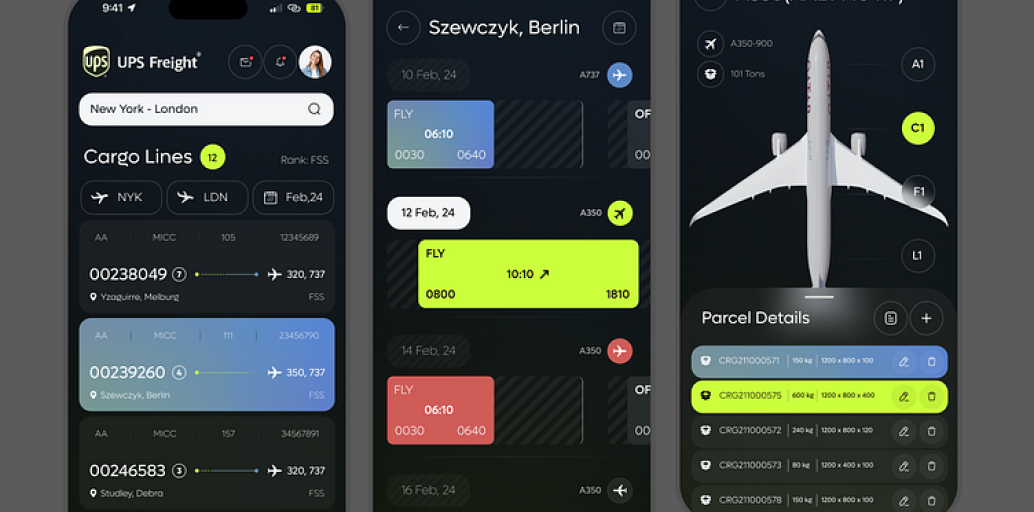 9:41
81
ups UPS Freight®
New York - London
Cargo Lines 12
Rank: FSS
NYK
LDN
Feb,24
AA MICC 105 12345689
00238049 7 320, 737
Yzaguirre, Melburg FSS
AA MICC 111 23456790
00239260 4 350, 737
Szewczyk, Berlin FSS
AA MICC 157 34567891
00246583 3 320, 737
Studley, Debra FSS
Szewczyk, Berlin
10 Feb, 24 A737
FLY
06:10
0030 0640
OF
00
12 Feb, 24 A350
FLY
10:10
0800 1810
14 Feb, 24 A350
FLY
06:10
0030 0640
OF
00
16 Feb, 24 A350
A350-900
101 Tons
A1
C1
F1
L1
Parcel Details
CRG211000571 150 kg 1200 x 800 x 100
CRG211000575 600 kg 1200 x 800 x 400
CRG211000572 240 kg 1200 x 800 x 120
CRG211000573 80 kg 1200 x 400 x 100
CRG211000578 150 kg 1200 x 800 x 100